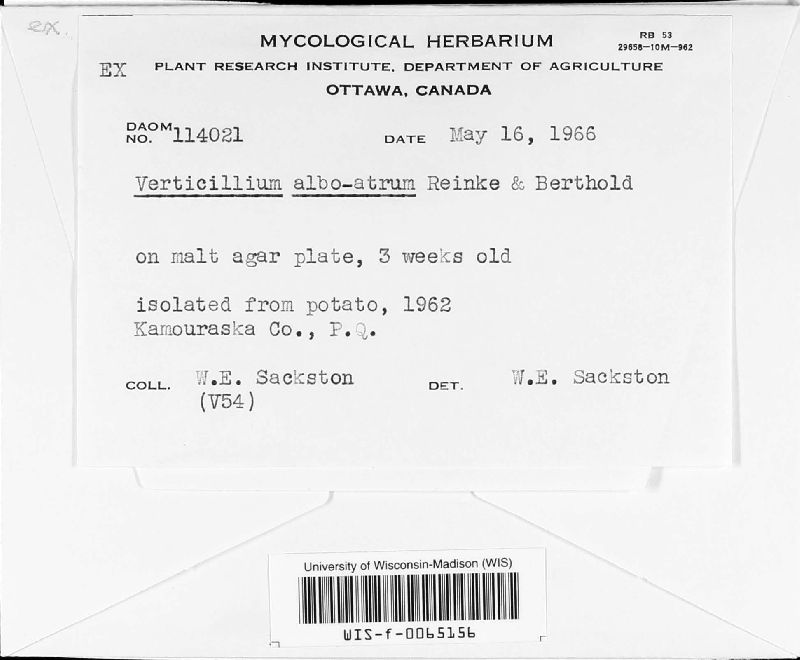 ex.
MYCOLOGICAL HERBARIUM
RB 53
29658-10M-962
EX PLANT RESEARCH INSTITUTE, DEPARTMENT OF AGRICULTURE
OTTAWA, CANADA
DAOM NO. 114021 DATE May 16, 1966
Verticillium albo-atrum Reinke & Berthold
on malt agar plate, 3 weeks old
isolated from potato, 1962
Kamouraska Co., P.Q.
COLL. W.E. Sackston DET. W.E. Sackston
(V54)
University of Wisconsin-Madison (WIS)
WIS-f-0065156